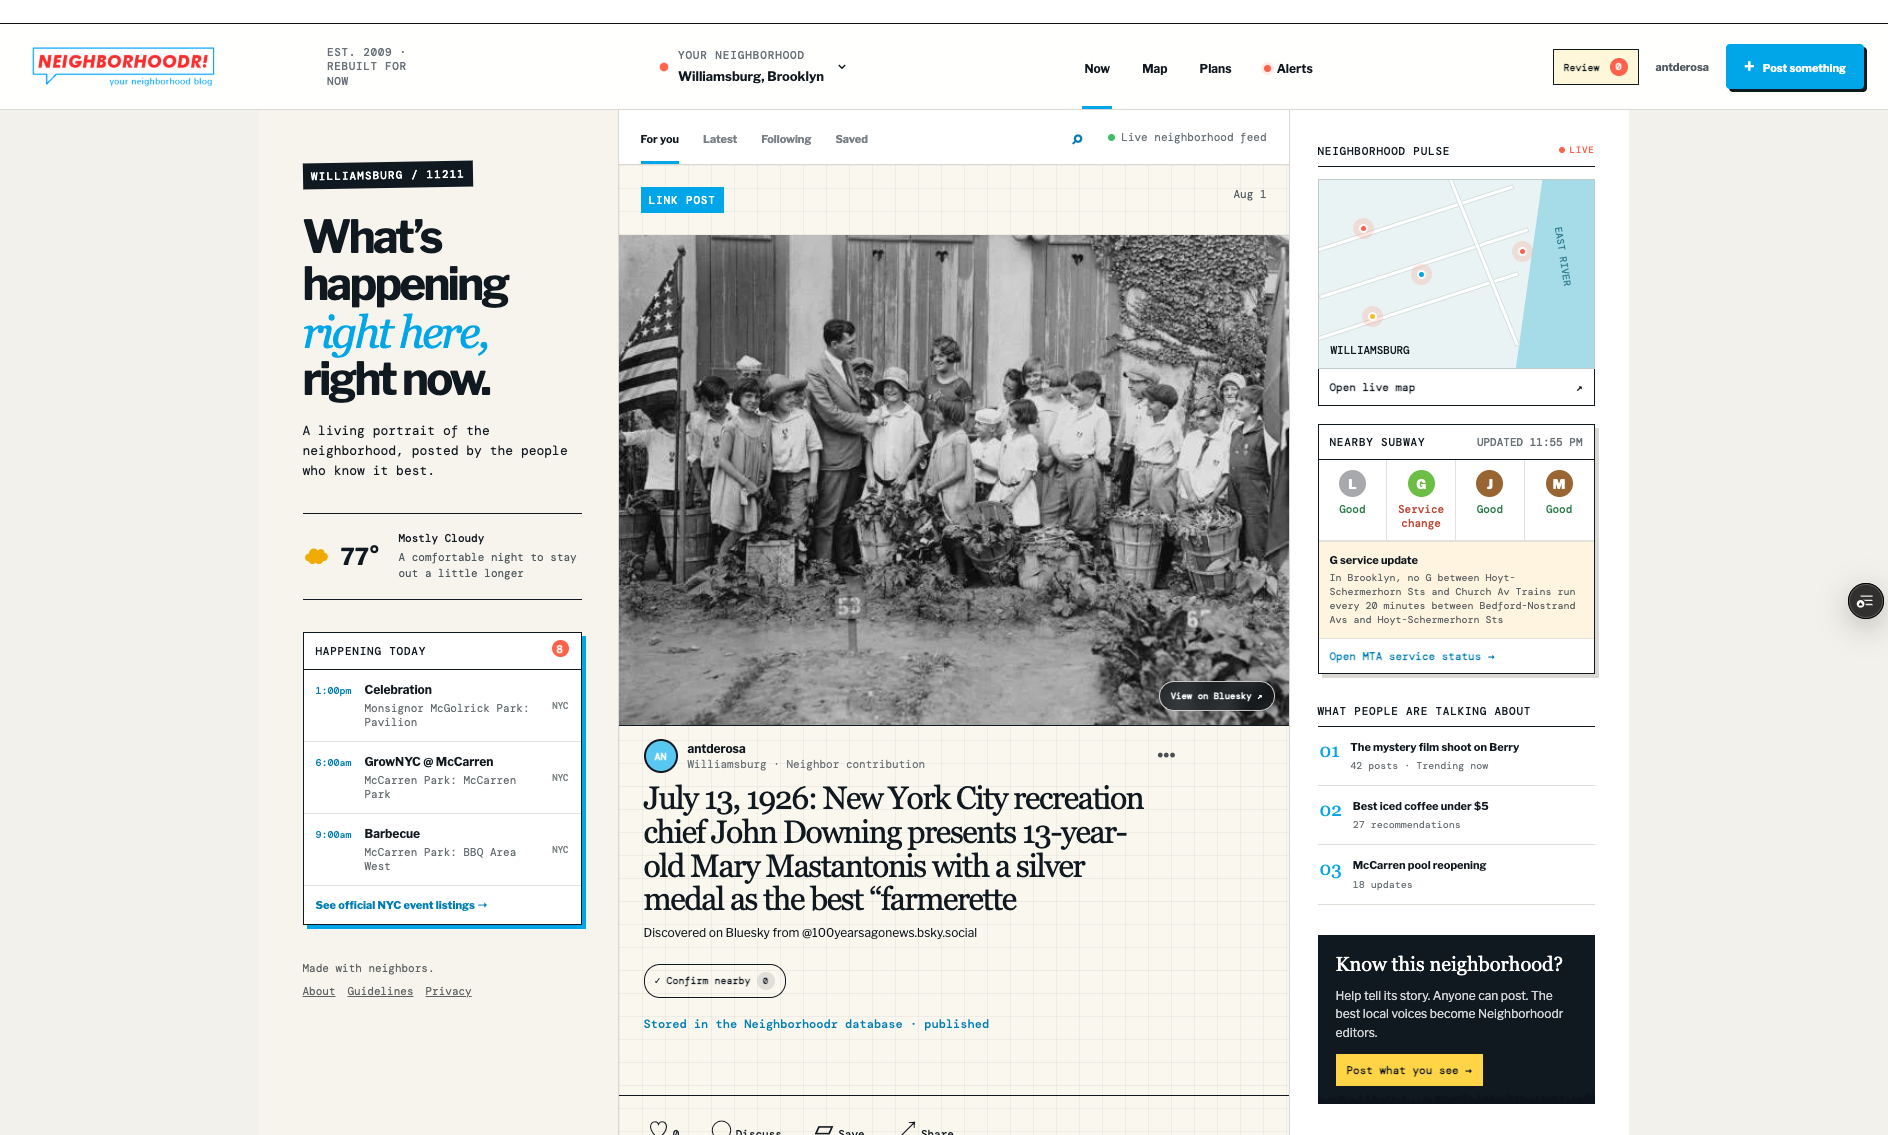 NEIGHBORHOODR!
your neighborhood blog
EST. 2009 ·
REBUILT FOR
NOW
YOUR NEIGHBORHOOD
Williamsburg, Brooklyn
Now
Map
Plans
Alerts
Review 0
antderosa
+ Post something
WILLIAMSBURG / 11211
What’s
happening
right here,
right now.
A living portrait of the
neighborhood, posted by the people
who know it best.
77°
Mostly Cloudy
A comfortable night to stay
out a little longer
HAPPENING TODAY
8
1:00pm
Celebration
Monsignor McGolrick Park:
Pavilion
NYC
6:00am
GrowNYC @ McCarren
McCarren Park: McCarren
Park
NYC
9:00am
Barbecue
McCarren Park: BBQ Area
West
NYC
See official NYC event listings →
Made with neighbors.
About Guidelines Privacy
For you
Latest
Following
Saved
Live neighborhood feed
LINK POST
Aug 1
53
View on Bluesky ↗
AN
antderosa
Williamsburg · Neighbor contribution
•••
July 13, 1926: New York City recreation
chief John Downing presents 13-year-
old Mary Mastantonis with a silver
medal as the best “farmerette
Discovered on Bluesky from @100yearsagonews.bsky.social
✓ Confirm nearby 0
Stored in the Neighborhoodr database · published
0
Discuss
Save
Share
NEIGHBORHOOD PULSE
LIVE
EAST RIVER
WILLIAMSBURG
Open live map ↗
NEARBY SUBWAY
UPDATED 11:55 PM
L
Good
G
Service
change
J
Good
M
Good
G service update
In Brooklyn, no G between Hoyt-
Schermerhorn Sts and Church Av Trains run
every 20 minutes between Bedford-Nostrand
Avs and Hoyt-Schermerhorn Sts
Open MTA service status →
WHAT PEOPLE ARE TALKING ABOUT
01
The mystery film shoot on Berry
42 posts · Trending now
02
Best iced coffee under $5
27 recommendations
03
McCarren pool reopening
18 updates
Know this neighborhood?
Help tell its story. Anyone can post. The
best local voices become Neighborhoodr
editors.
Post what you see →